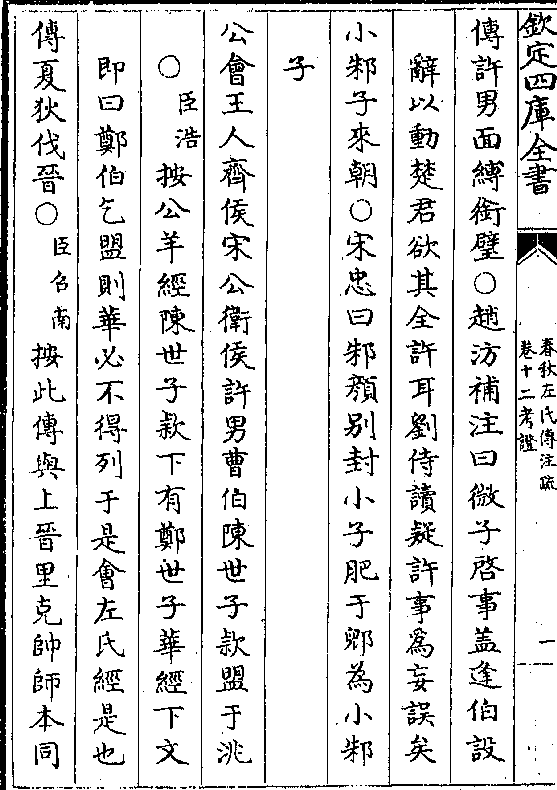 欽定四庫全書
春秋左氏傳注疏
卷十二考證
一
傳許男面縛銜璧○趙汸補注曰微子啓事蓋逢伯設
辭以動楚君欲其全許耳劉侍讀疑許事為妄誤矣
小邾子來朝○宋忠曰邾顔别封小子肥于郳為小邾
子
公會王人齊侯宋公衛侯許男曹伯陳世子款盟于洮
○臣浩按公羊經陳世子款下有鄭世子華經下文
即曰鄭伯乞盟則華必不得列于是會左氏經是也
傳夏狄伐晉○臣召南按此傳與上晉里克帥師本同